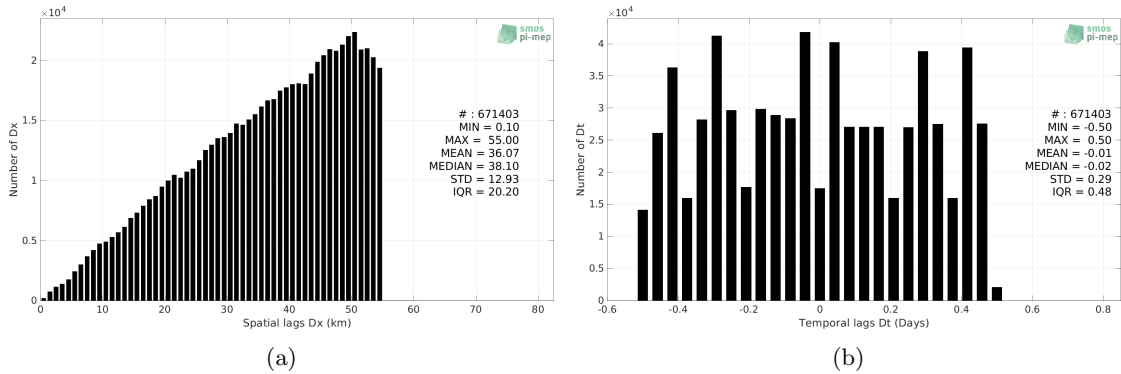 ×10⁴
2
1.5
1
0.5
0
Number of Dx
0 10 20 30 40 50 60 70 80
Spatial lags Dx (km)
smos
pi-mep
# : 671403
MIN = 0.10
MAX = 55.00
MEAN = 36.07
MEDIAN = 38.10
STD = 12.93
IQR = 20.20
(a)
×10⁴
4
3.5
3
2.5
2
1.5
1
0.5
0
Number of Dt
-0.6 -0.4 -0.2 0 0.2 0.4 0.6 0.8
Temporal lags Dt (Days)
smos
pi-mep
# : 671403
MIN = -0.50
MAX = 0.50
MEAN = -0.01
MEDIAN = -0.02
STD = 0.29
IQR = 0.48
(b)